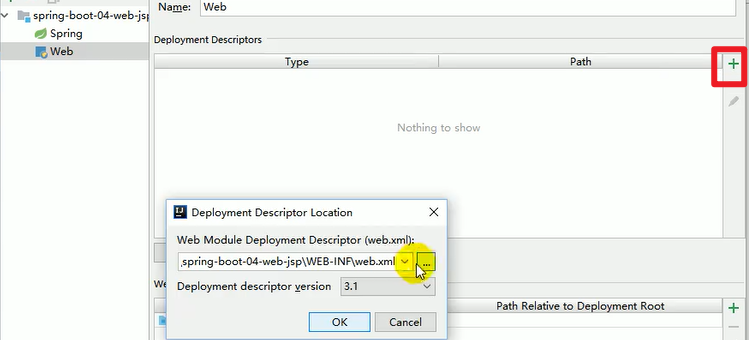 Name: Web
spring-boot-04-web-jsp
Spring
Web
Deployment Descriptors
Type Path
Nothing to show
Deployment Descriptor Location
Web Module Deployment Descriptor (web.xml):
spring-boot-04-web-jsp\WEB-INF\web.xml ...
Deployment descriptor version 3.1
We
Path Relative to Deployment Root
OK Cancel